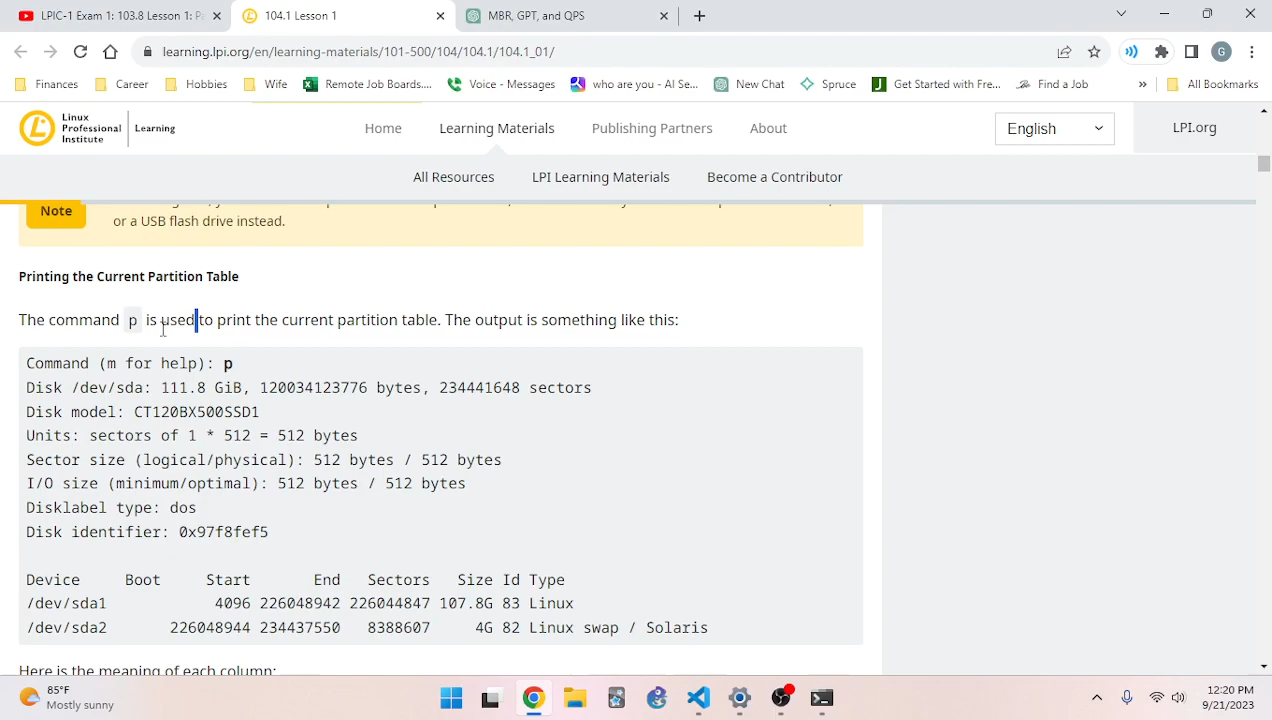 LPIC-1 Exam 1: 103.8 Lesson 1: Pa
104.1 Lesson 1
MBR, GPT, and QPS
learning.lpi.org/en/learning-materials/101-500/104/104.1/104.1_01/
G
Finances
Career
Hobbies
Wife
Remote Job Boards....
Voice - Messages
who are you - AI Se...
New Chat
Spruce
Get Started with Fre...
Find a Job
»
All Bookmarks
Linux
Professional
Institute
Learning
Home
Learning Materials
Publishing Partners
About
English
LPI.org
All Resources
LPI Learning Materials
Become a Contributor
Note
or a USB flash drive instead.
Printing the Current Partition Table
The command p is used to print the current partition table. The output is something like this:
Command (m for help): p
Disk /dev/sda: 111.8 GiB, 120034123776 bytes, 234441648 sectors
Disk model: CT120BX500SSD1
Units: sectors of 1 * 512 = 512 bytes
Sector size (logical/physical): 512 bytes / 512 bytes
I/O size (minimum/optimal): 512 bytes / 512 bytes
Disklabel type: dos
Disk identifier: 0x97f8fef5
Device Boot Start End Sectors Size Id Type
/dev/sda1 4096 226048942 226044847 107.8G 83 Linux
/dev/sda2 226048944 234437550 8388607 4G 82 Linux swap / Solaris
Here is the meaning of each column:
85°F
Mostly sunny
12:20 PM
9/21/2023